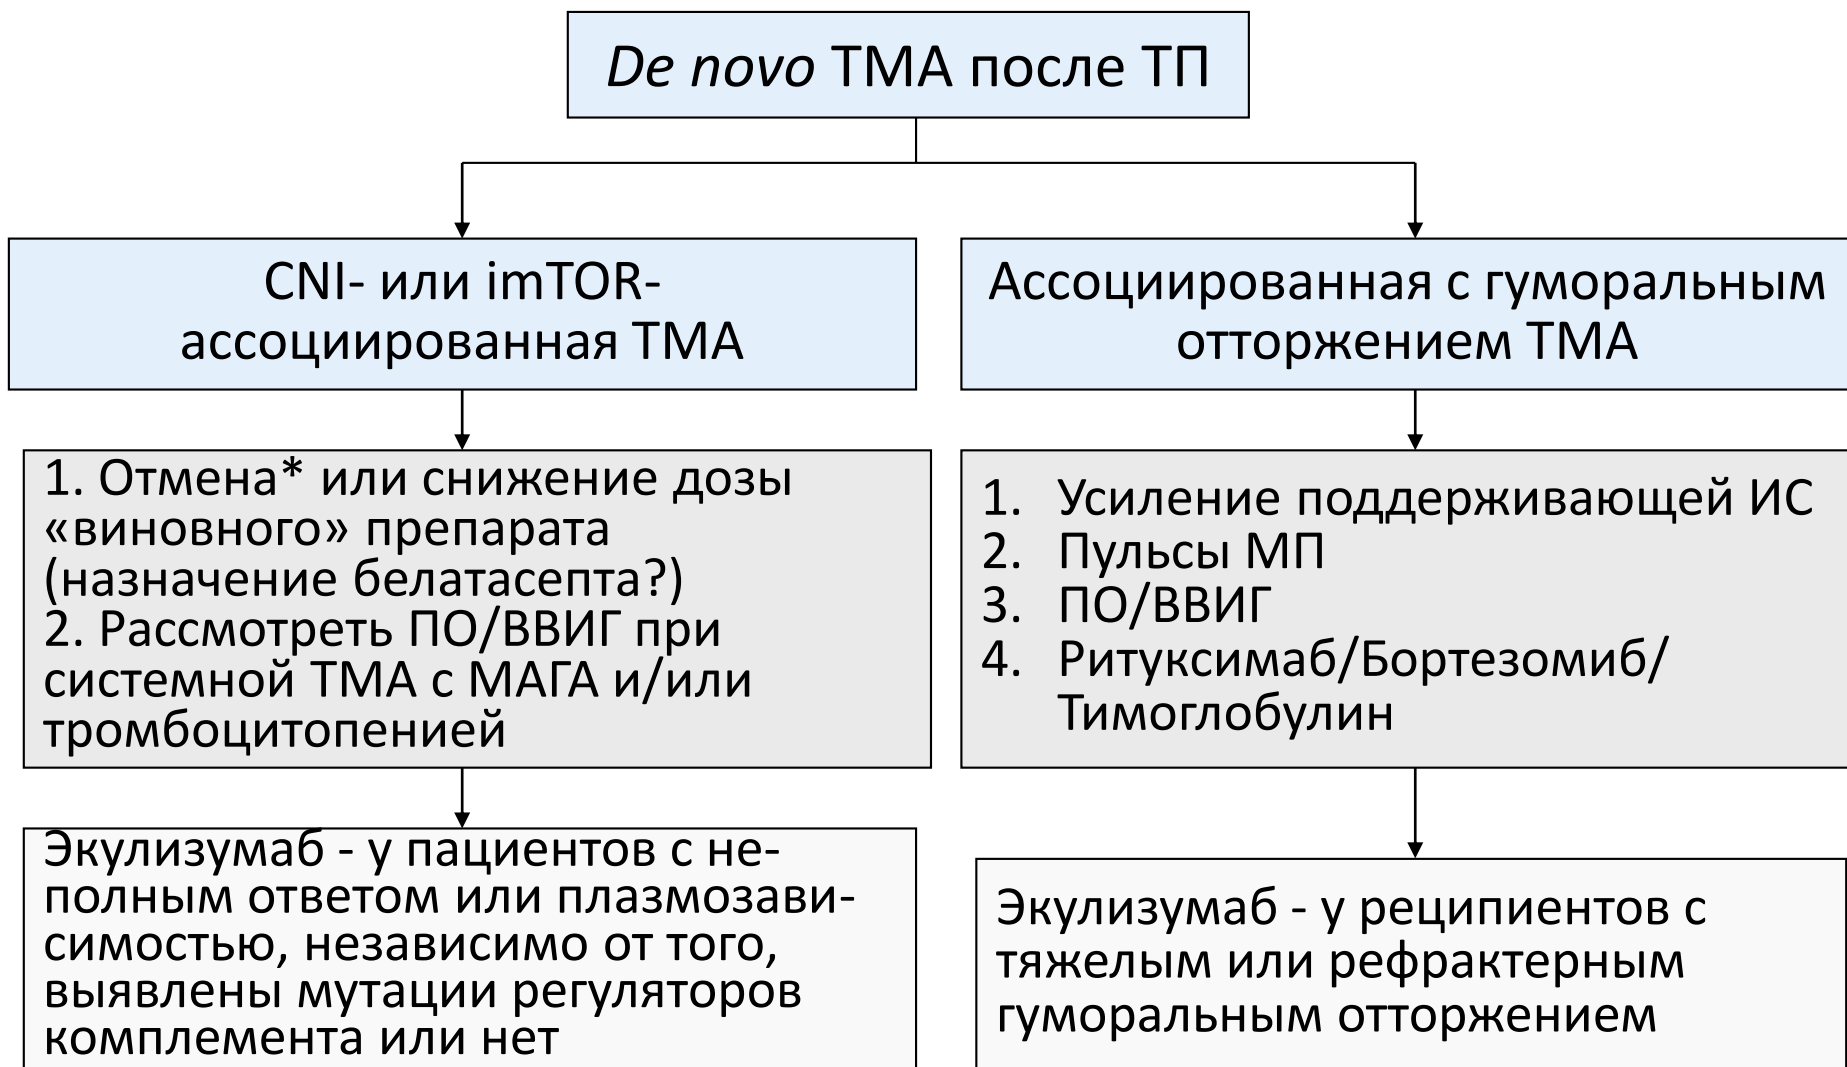 De novo ТМА после ТП
CNI- или imTOR-
ассоциированная ТМА
Ассоциированная с гуморальным
отторжением ТМА
1. Отмена* или снижение дозы
«виновного» препарата
(назначение белатасепта?)
2. Рассмотреть ПО/ВВИГ при
системной ТМА с МАГА и/или
тромбоцитопенией
1. Усиление поддерживающей ИС
2. Пульсы МП
3. ПО/ВВИГ
4. Ритуксимаб/Бортезомиб/
Тимоглобулин
Экулизумаб - у пациентов с не-
полным ответом или плазмозави-
симостью, независимо от того,
выявлены мутации регуляторов
комплемента или нет
Экулизумаб - у реципиентов с
тяжелым или рефрактерным
гуморальным отторжением